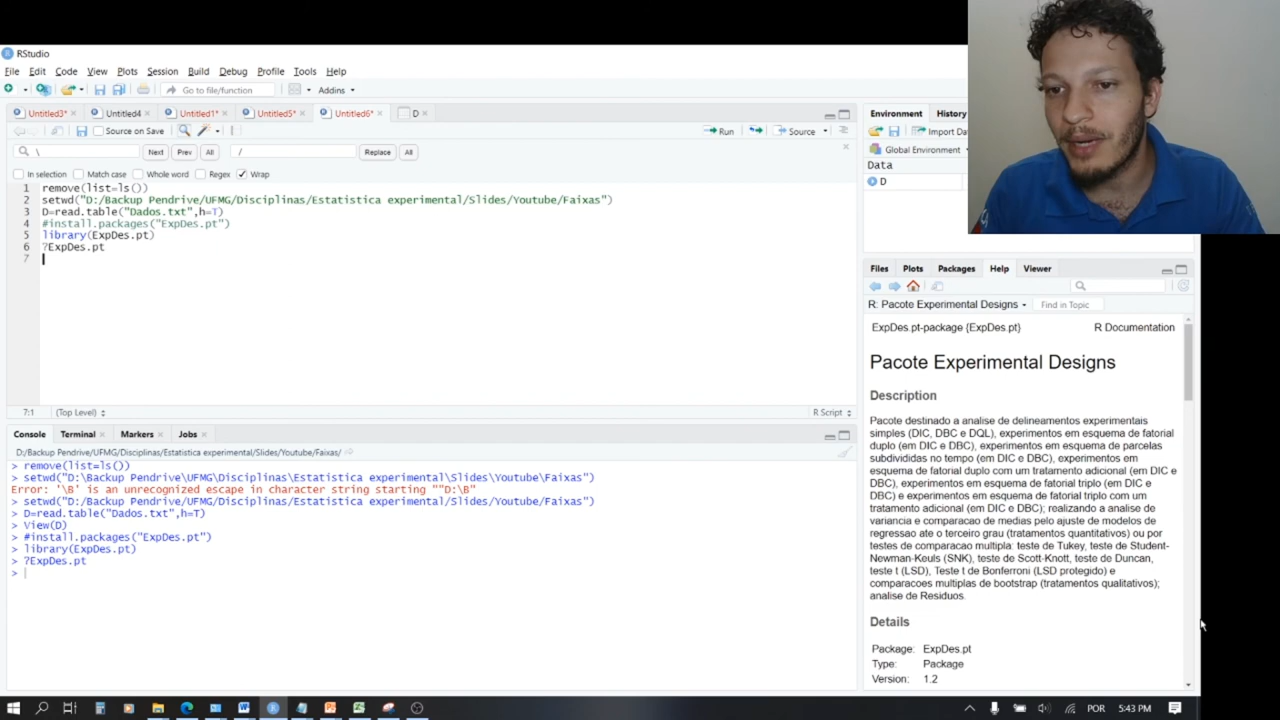 RStudio
File Edit Code View Plots Session Build Debug Profile Tools Help
Go to file/function Addins
Untitled3* Untitled4 Untitled1* Untitled5* Untitled6* D
Source on Save Run Source
\ Next Prev All / Replace All
In selection Match case Whole word Regex Wrap
1 remove(list=ls())
2 setwd("D:/Backup Pendrive/UFMG/Disciplinas/Estatistica experimental/Slides/Youtube/Faixas")
3 D=read.table("Dados.txt",h=T)
4 #install.packages("ExpDes.pt")
5 library(ExpDes.pt)
6 ?ExpDes.pt
7
7:1 (Top Level) R Script
Console Terminal Markers Jobs
D:/Backup Pendrive/UFMG/Disciplinas/Estatistica experimental/Slides/Youtube/Faixas/
> remove(list=ls())
> setwd("D:\Backup Pendrive\UFMG\Disciplinas\Estatistica experimental\Slides\Youtube\Faixas")
Error: '\B' is an unrecognized escape in character string starting ""D:\B"
> setwd("D:/Backup Pendrive/UFMG/Disciplinas/Estatistica experimental/Slides/Youtube/Faixas")
> D=read.table("Dados.txt",h=T)
> View(D)
> #install.packages("ExpDes.pt")
> library(ExpDes.pt)
> ?ExpDes.pt
>
Environment History
Import Da
Global Environment
Data
D
Files Plots Packages Help Viewer
R: Pacote Experimental Designs Find in Topic
ExpDes.pt-package {ExpDes.pt} R Documentation
Pacote Experimental Designs
Description
Pacote destinado a analise de delineamentos experimentais
simples (DIC, DBC e DQL), experimentos em esquema de fatorial
duplo (em DIC e DBC), experimentos em esquema de parcelas
subdividas no tempo (em DIC e DBC), experimentos em
esquema de fatorial duplo com um tratamento adicional (em DIC e
DBC), experimentos em esquema de fatorial triplo (em DIC e
DBC) e experimentos em esquema de fatorial triplo com um
tratamento adicional (em DIC e DBC); realizando a analise de
variancia e comparacao de medias pelo ajuste de modelos de
regressao ate o terceiro grau (tratamentos quantitativos) ou por
testes de comparacao multipla: teste de Tukey, teste de Student-
Newman-Keuls (SNK), teste de Scott-Knott, teste de Duncan,
teste t (LSD), Teste t de Bonferroni (LSD protegido) e
comparacoes multiplas de bootstrap (tratamentos qualitativos);
analise de Residuos.
Details
Package: ExpDes.pt
Type: Package
Version: 1.2
POR 5:43 PM